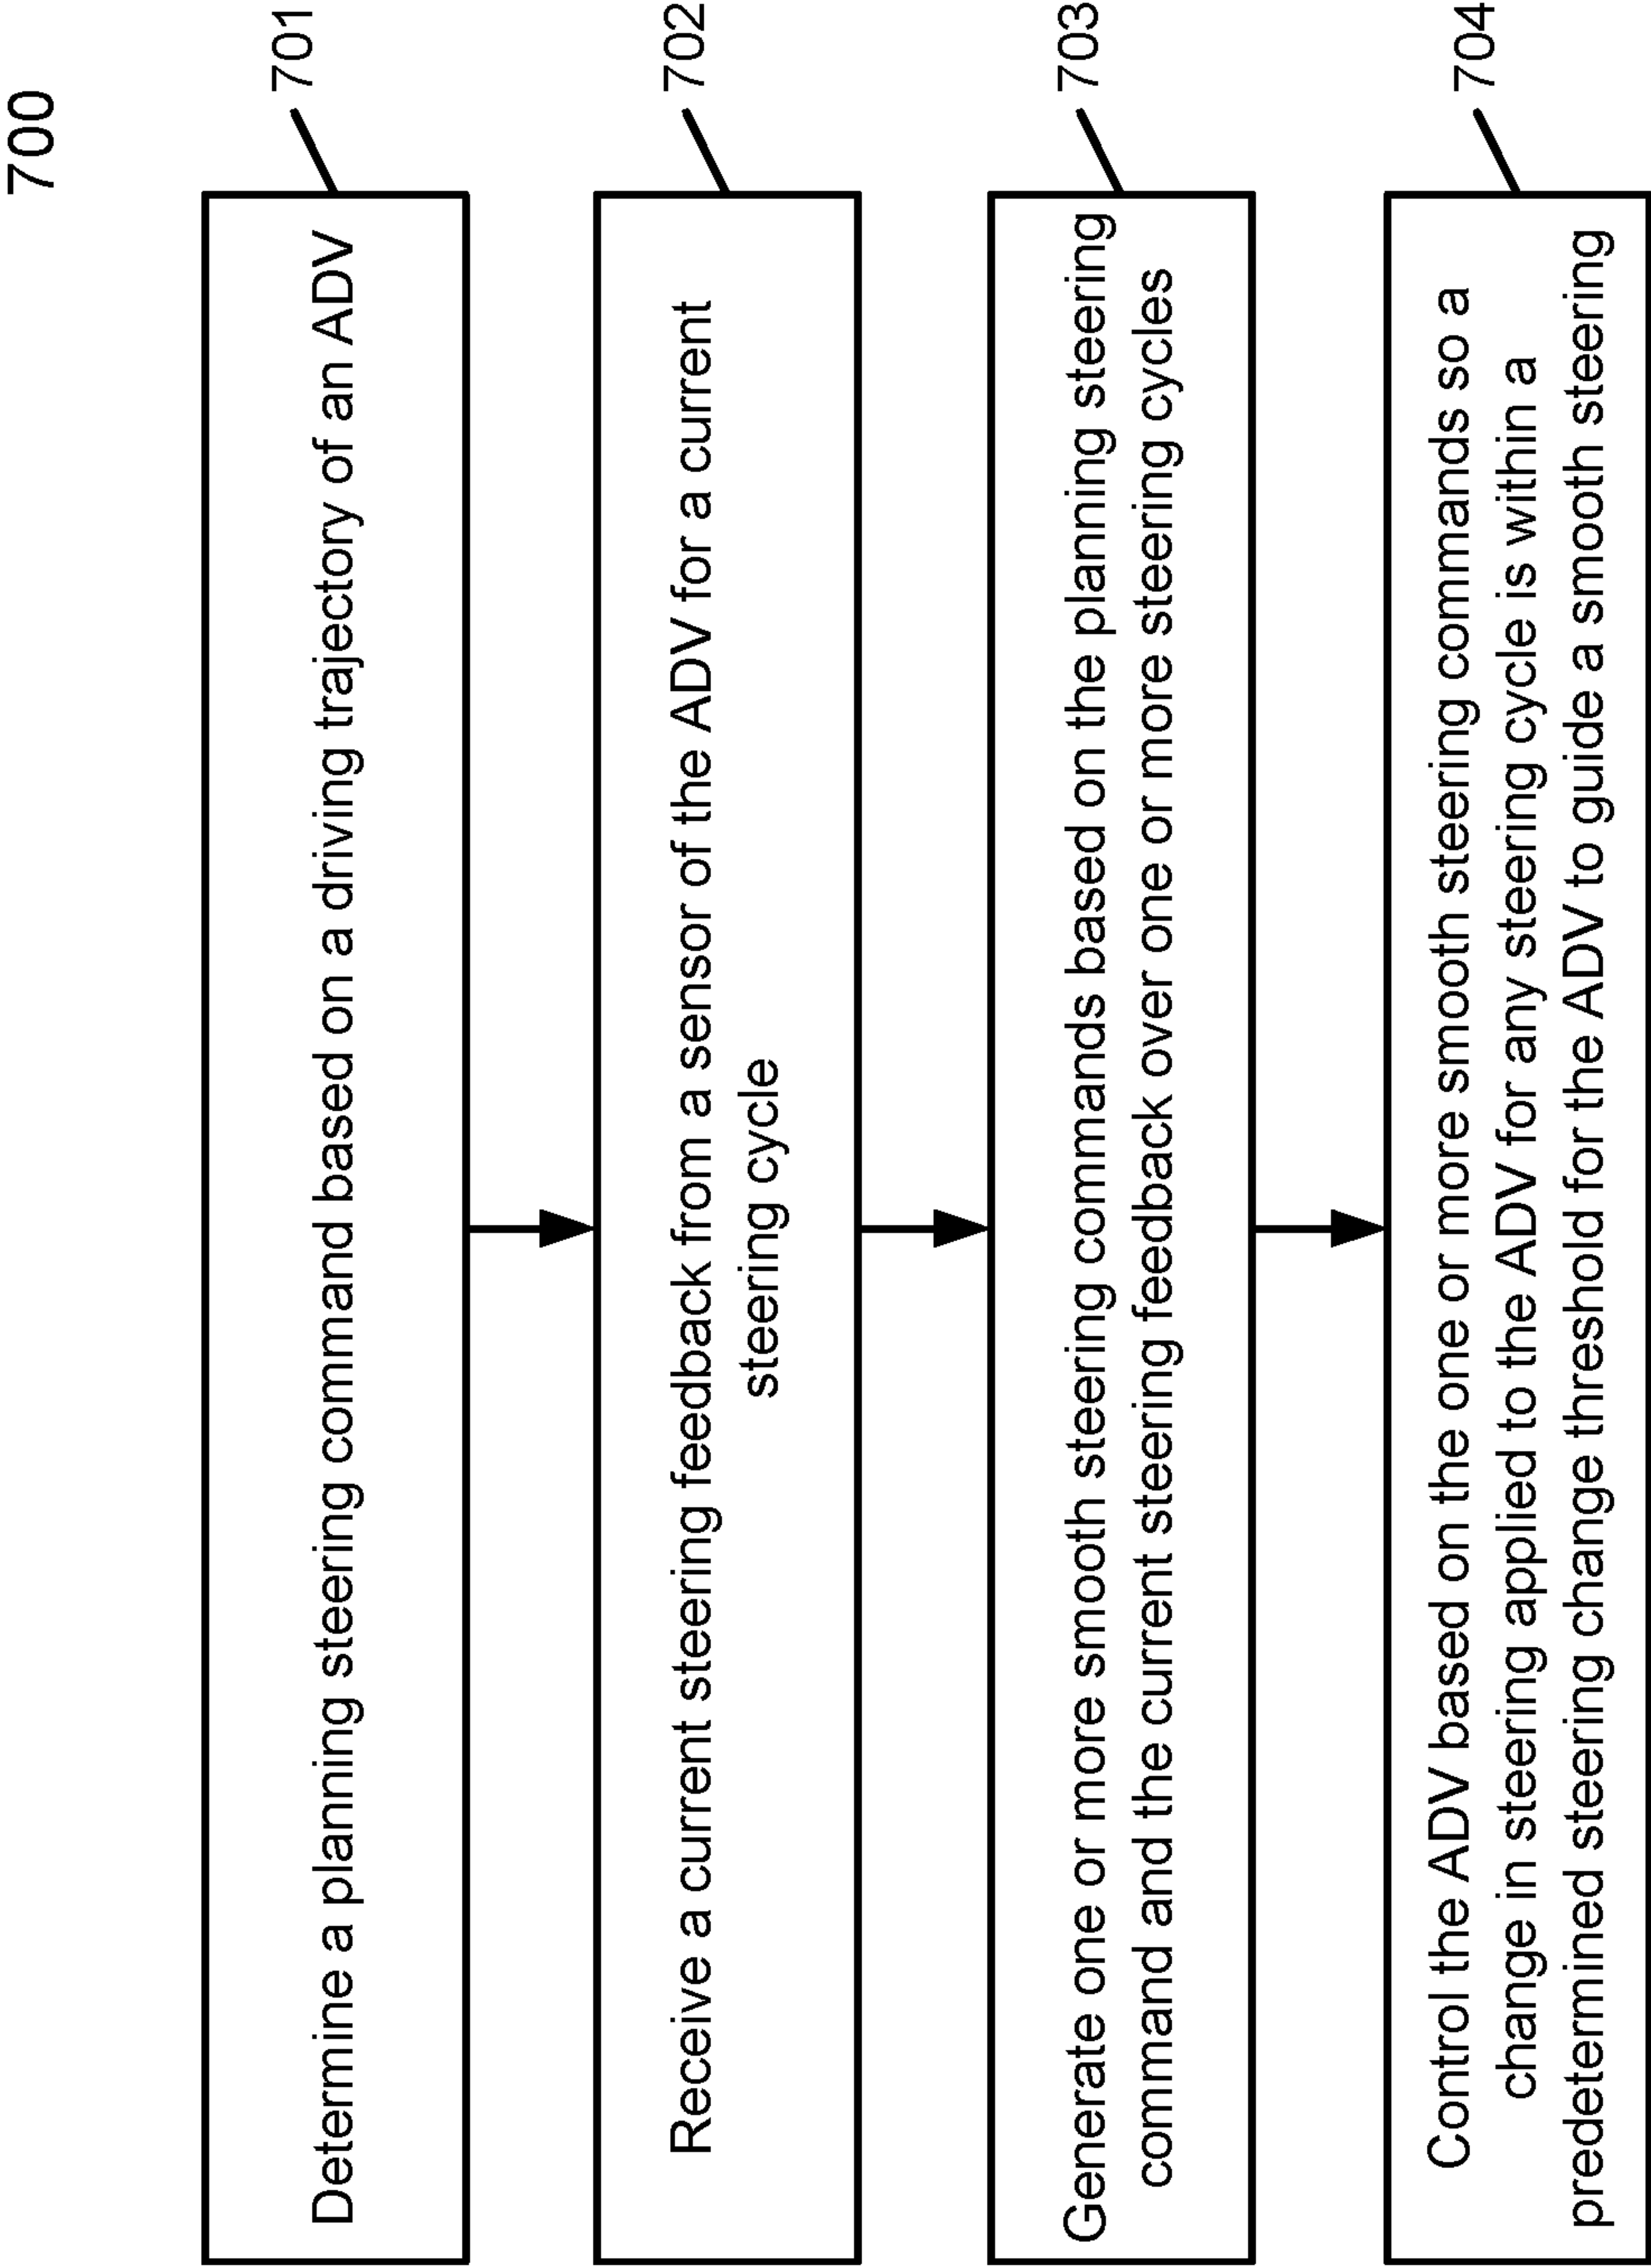 700
701
Determine a planning steering command based on a driving trajectory of an ADV
702
Receive a current steering feedback from a sensor of the ADV for a current
steering cycle
703
Generate one or more smooth steering commands based on the planning steering
command and the current steering feedback over one or more steering cycles
704
Control the ADV based on the one or more smooth steering commands so a
change in steering applied to the ADV for any steering cycle is within a
predetermined steering change threshold for the ADV to guide a smooth steering